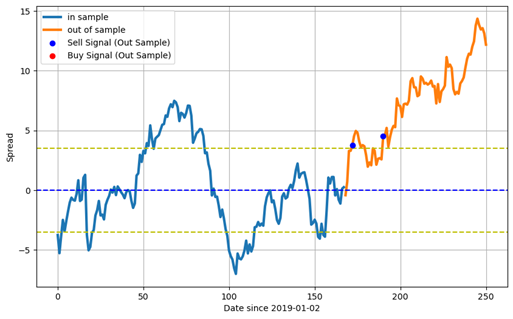 in sample
out of sample
Sell Signal (Out Sample)
Buy Signal (Out Sample)
15
10
5
0
−5
Spread
0
50
100
150
200
250
Date since 2019-01-02